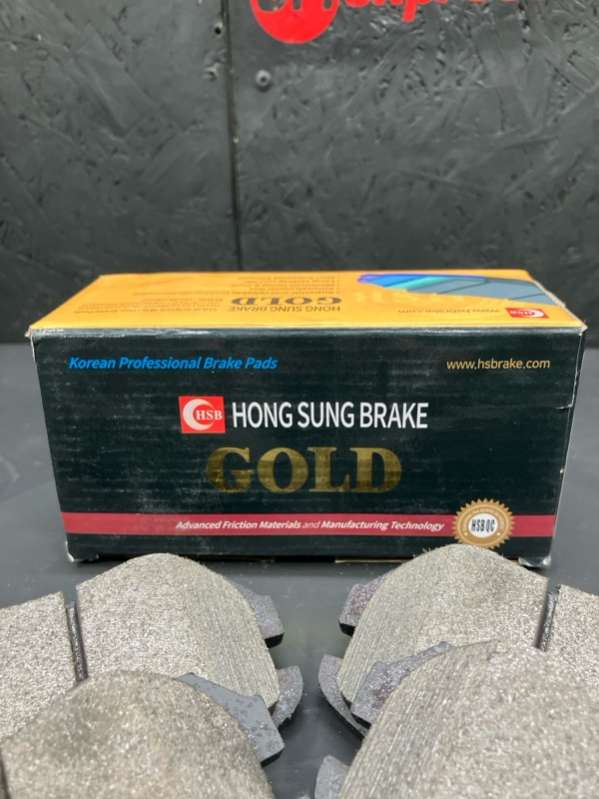 HONG SUNG BRAKE
GOLD
HSB
Korean Professional Brake Pads
www.hsbrake.com
HSB HONG SUNG BRAKE
GOLD
Advanced Friction Materials and Manufacturing Technology
HSB QC